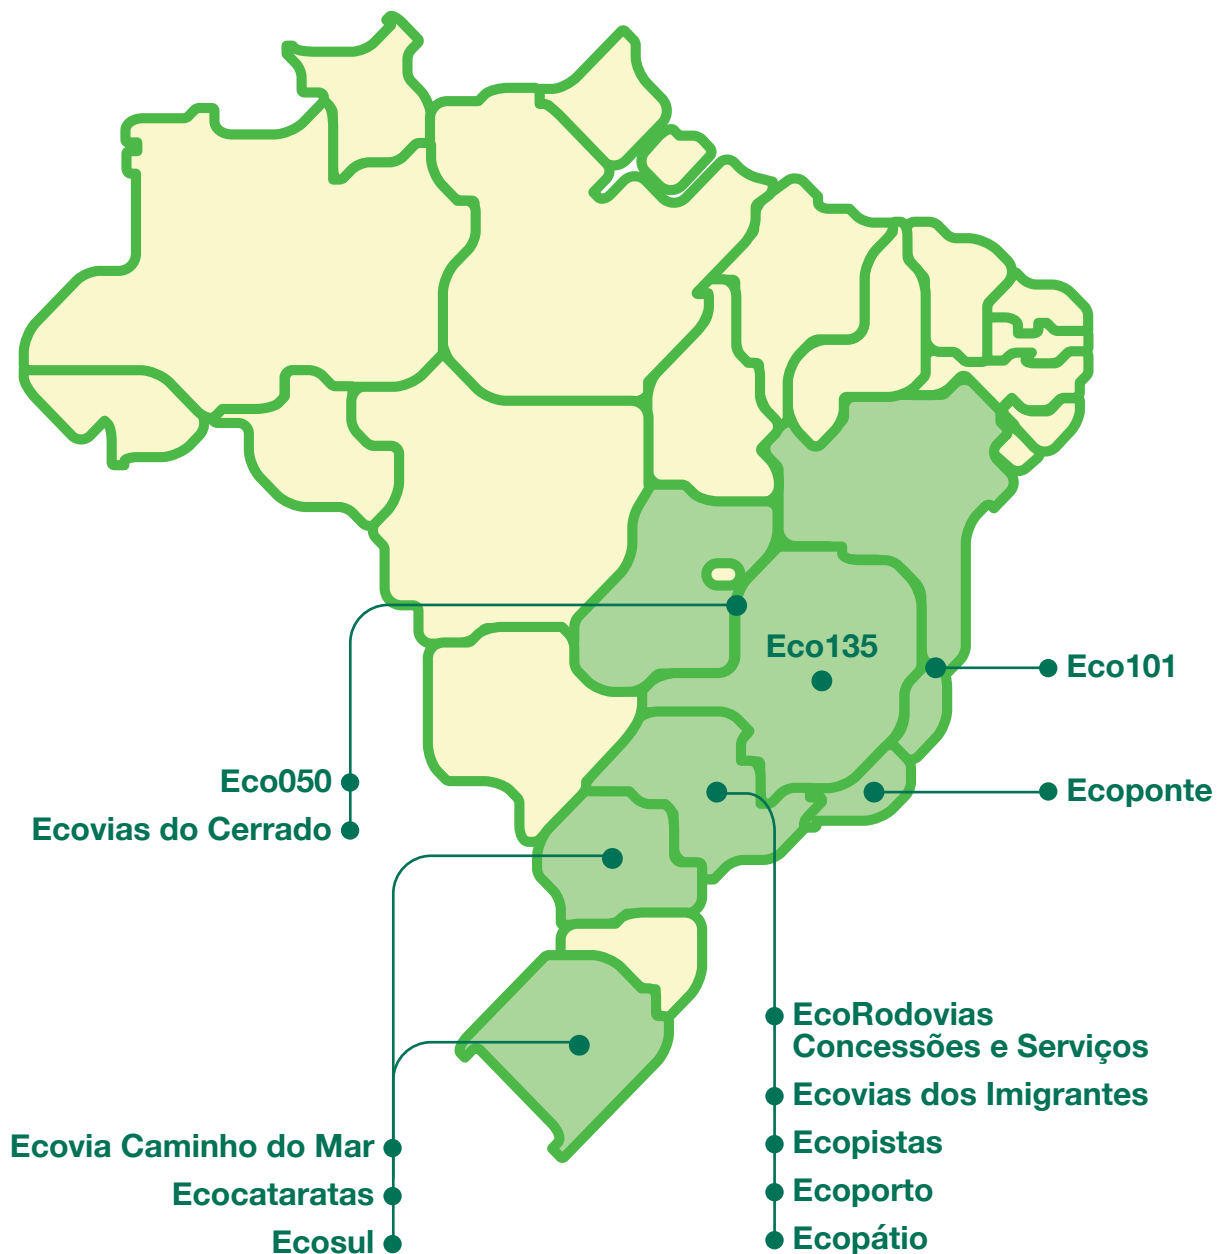 Eco135
Eco101
Eco050
Ecoponte
Ecovias do Cerrado
EcoRodovias
Concessões e Serviços
Ecovias dos Imigrantes
Ecovia Caminho do Mar
Ecopistas
Ecocataratas
Ecoporto
Ecosul
Ecopátio